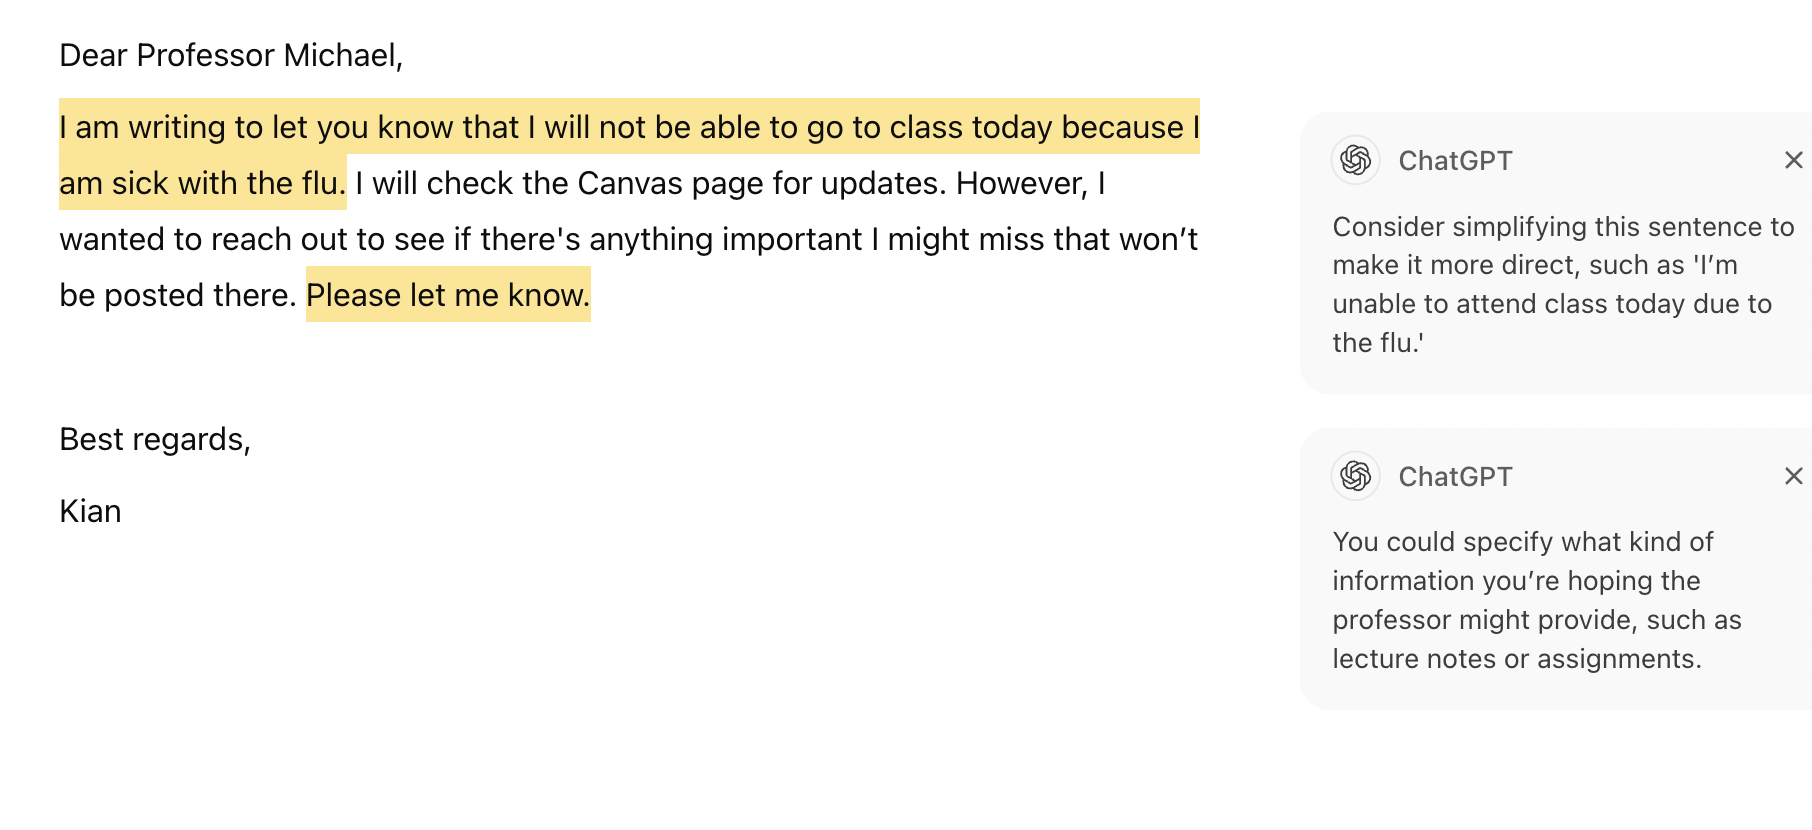 Dear Professor Michael,
I am writing to let you know that I will not be able to go to class today because I
am sick with the flu. I will check the Canvas page for updates. However, I
wanted to reach out to see if there's anything important I might miss that won’t
be posted there. Please let me know.
Best regards,
Kian
ChatGPT
Consider simplifying this sentence to
make it more direct, such as 'I’m
unable to attend class today due to
the flu.'
ChatGPT
You could specify what kind of
information you’re hoping the
professor might provide, such as
lecture notes or assignments.